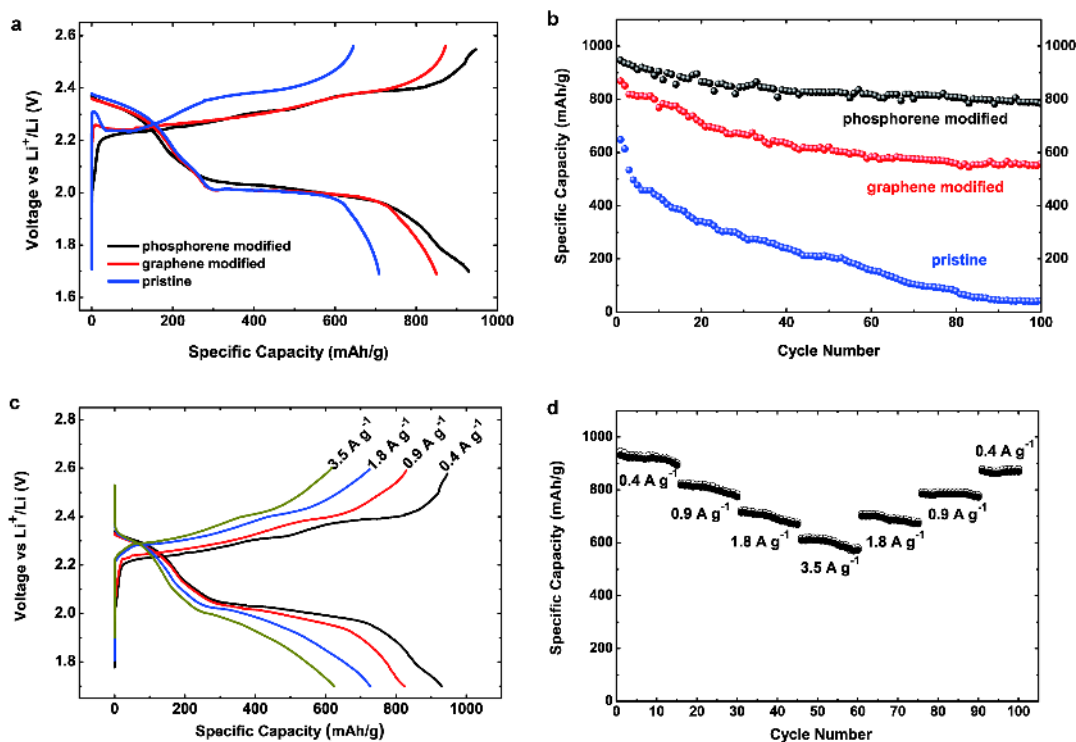 a
Voltage vs Li⁺/Li (V)
2.6
2.4
2.2
2.0
1.8
1.6
phosphorene modified
graphene modified
pristine
0 200 400 600 800 1000
Specific Capacity (mAh/g)
b
Specific Capacity (mAh/g)
1000
800
600
400
200
0
1000
800
600
400
200
phosphorene modified
graphene modified
pristine
0 20 40 60 80 100
Cycle Number
c
Voltage vs Li⁺/Li (V)
2.6
2.4
2.2
2.0
1.8
3.5 A g⁻¹
1.8 A g⁻¹
0.9 A g⁻¹
0.4 A g⁻¹
0 200 400 600 800 1000
Specific Capacity (mAh/g)
d
Specific Capacity (mAh/g)
1000
800
600
400
200
0
0.4 A g⁻¹
0.9 A g⁻¹
1.8 A g⁻¹
3.5 A g⁻¹
1.8 A g⁻¹
0.9 A g⁻¹
0.4 A g⁻¹
0 10 20 30 40 50 60 70 80 90 100
Cycle Number